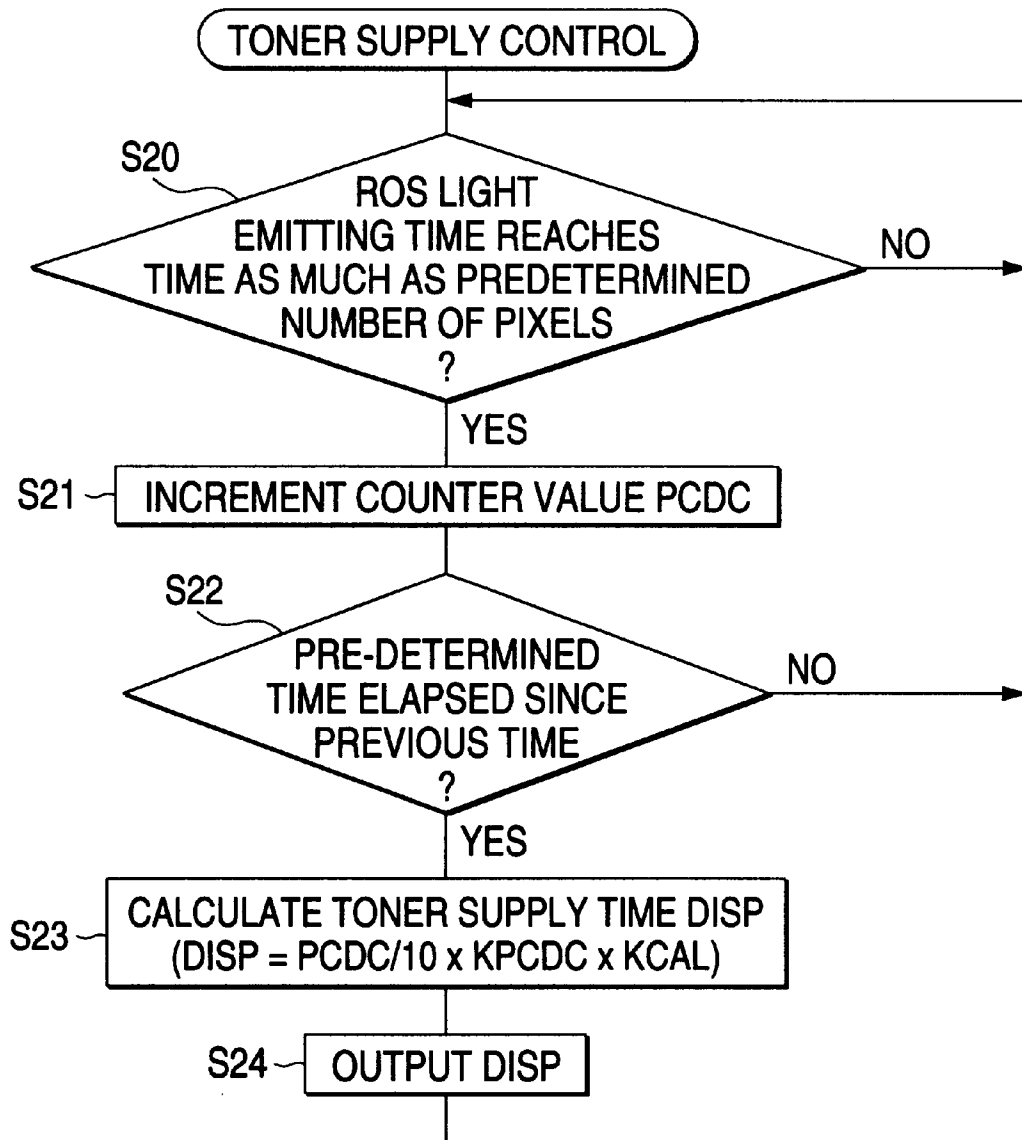 TONER SUPPLY CONTROL
S20
ROS LIGHT
EMITTING TIME REACHES
TIME AS MUCH AS PREDETERMINED
NUMBER OF PIXELS
?
NO
YES
S21
INCREMENT COUNTER VALUE PCDC
S22
PRE-DETERMINED
TIME ELAPSED SINCE
PREVIOUS TIME
?
NO
YES
S23
CALCULATE TONER SUPPLY TIME DISP
(DISP = PCDC/10 x KPCDC x KCAL)
S24
OUTPUT DISP